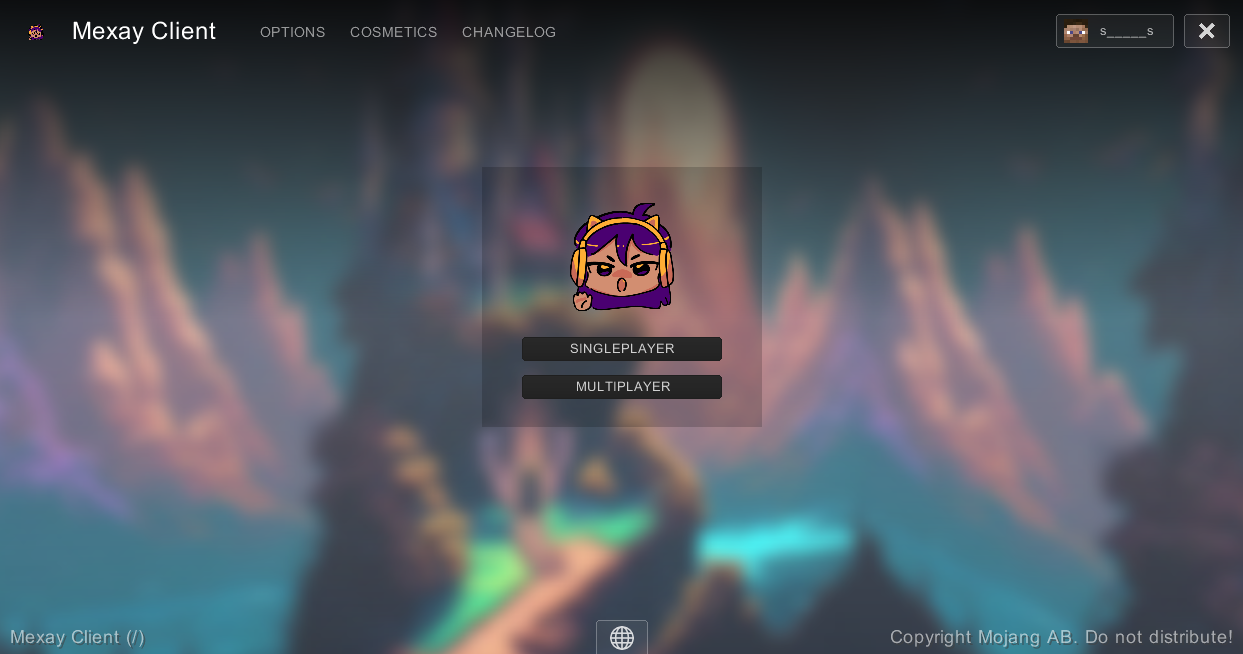 Mexay Client OPTIONS COSMETICS CHANGELOG s_____s
SINGLEPLAYER
MULTIPLAYER
Mexay Client (/) Copyright Mojang AB. Do not distribute!